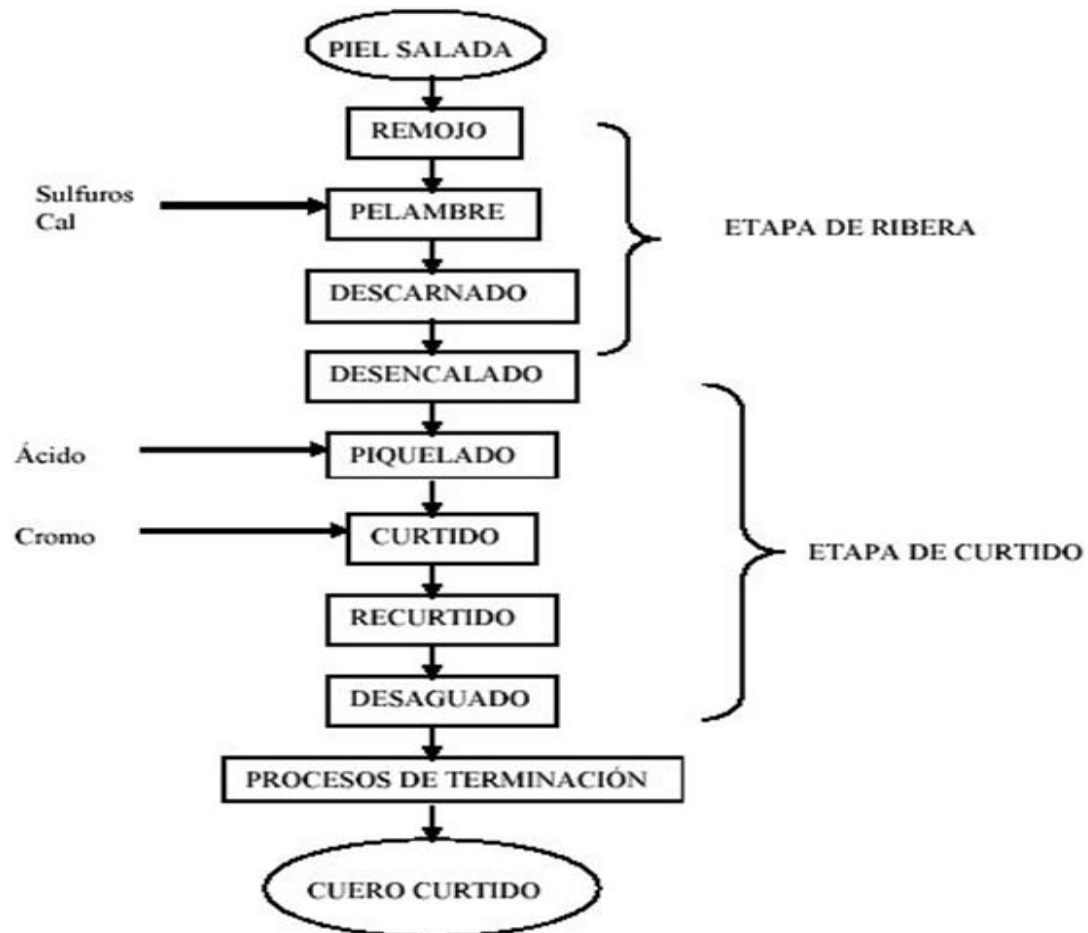 PIEL SALADA
REMOJO
Sulfuros
Cal
PELAMBRE
ETAPA DE RIBERA
DESCARNADO
DESENCALADO
Ácido
PIQUELADO
Cromo
CURTIDO
ETAPA DE CURTIDO
RECURTIDO
DESAGUADO
PROCESOS DE TERMINACIÓN
CUERO CURTIDO